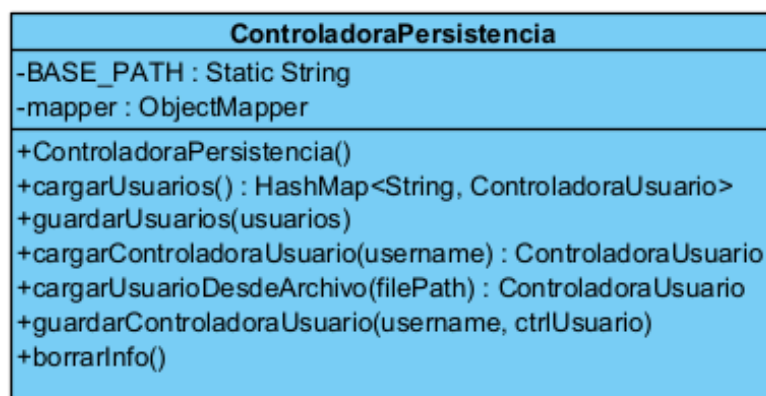 ControladoraPersistencia
-BASE_PATH : Static String
-mapper : ObjectMapper
+ControladoraPersistencia()
+cargarUsuarios() : HashMap<String, ControladoraUsuario>
+guardarUsuarios(usuarios)
+cargarControladoraUsuario(username) : ControladoraUsuario
+cargarUsuarioDesdeArchivo(filePath) : ControladoraUsuario
+guardarControladoraUsuario(username, ctrlUsuario)
+borrarInfo()